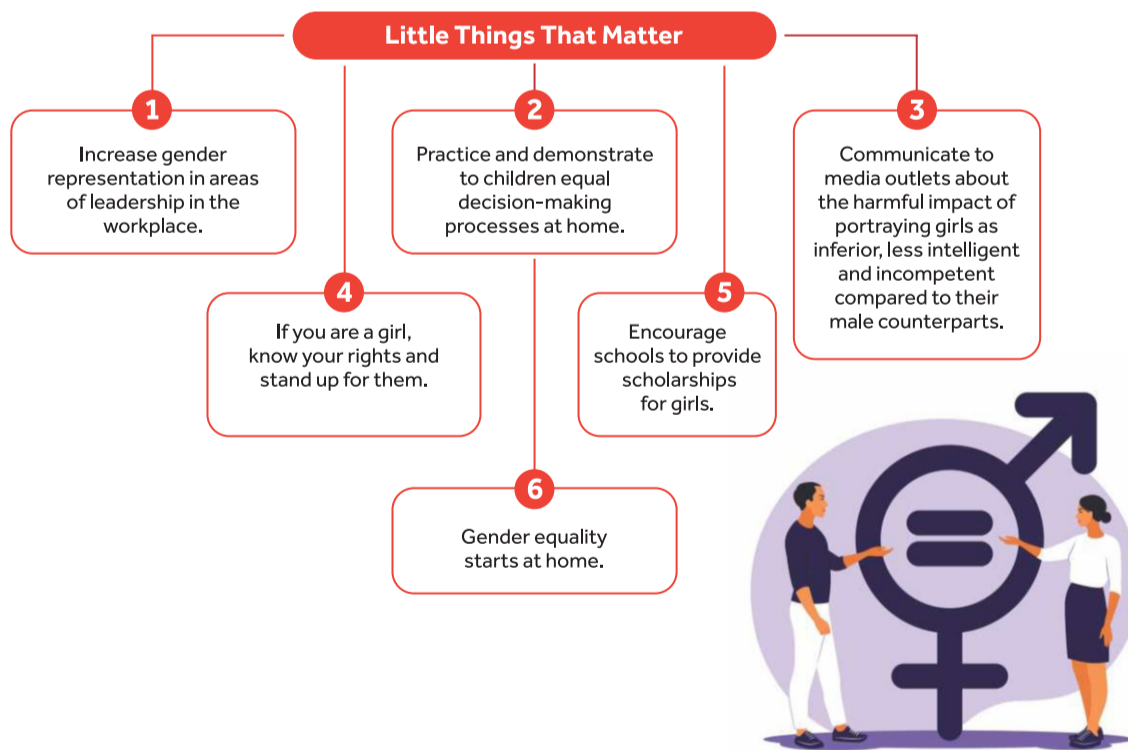 Little Things That Matter
1
Increase gender
representation in areas
of leadership in the
workplace.
2
Practice and demonstrate
to children equal
decision-making
processes at home.
3
Communicate to
media outlets about
the harmful impact of
portraying girls as
inferior, less intelligent
and incompetent
compared to their
male counterparts.
4
If you are a girl,
know your rights and
stand up for them.
5
Encourage
schools to provide
scholarships
for girls.
6
Gender equality
starts at home.